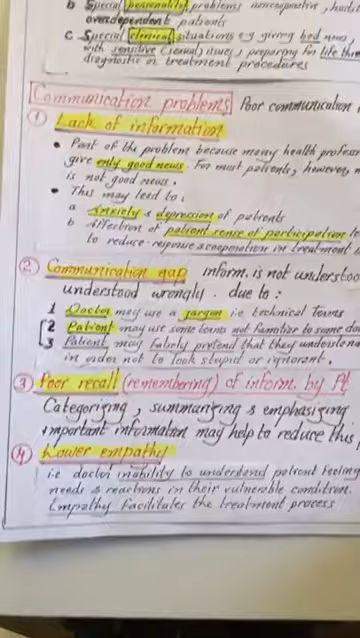 b Special personality problems uncooperative, hostil
overdependent patients
c Special clinical situations eg giving bad news,
with sensitive (sexual) issues, preparing for life thre
diagnostic or treatment procedures
Communication problems Poor communication
① Lack of information
• Part of the problem because many health profess
give only good news. For most patients, however, n
is not good news.
• This may lead to:
a Anxiety & depression of patients
b Affection of patient sense of participation
to reduce response & cooperation in treatment
② Communication gap inform. is not understoo
understood wrongly. due to:
1 Doctor may use a jargon i.e technical terms
2 Patient may use some terms not familiar to some do
3 Patient may falsely pretend that they understand
in order not to look stupid or ignorant.
③ Poor recall (remembering) of inform. by Pt
Categorizing, summarizing & emphasizing
important information may help to reduce this
④ Lower empathy
i.e doctor inability to understand patient feeling
needs & reactions in their vulnerable condition.
Empathy facilitates the treatment process